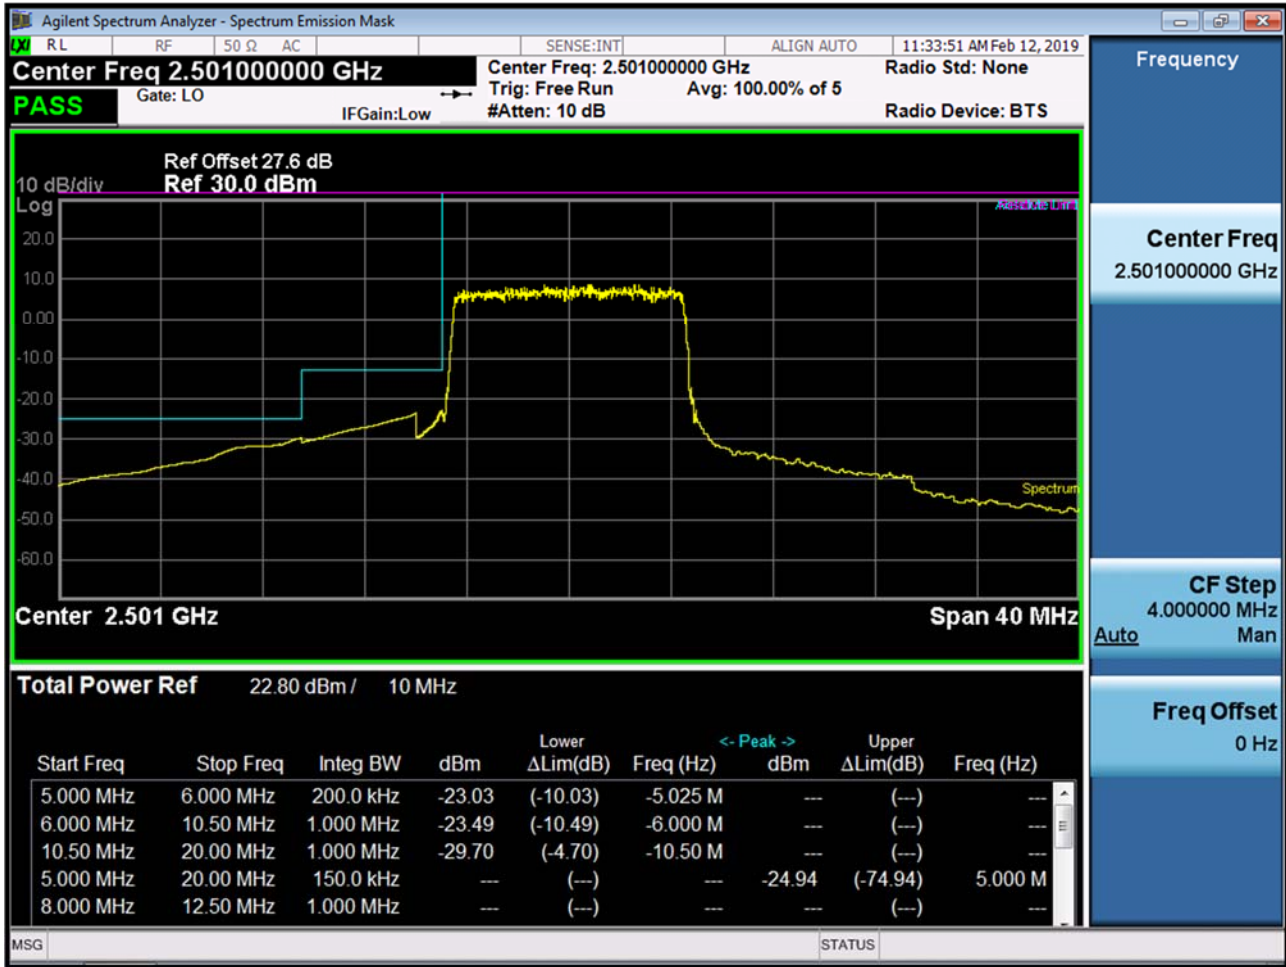 Agilent Spectrum Analyzer - Spectrum Emission Mask
LXI RL RF 50 Ω AC SENSE:INT ALIGN AUTO 11:33:51 AM Feb 12, 2019
Center Freq 2.501000000 GHz
Center Freq: 2.501000000 GHz
Radio Std: None
PASS
Gate: LO
Trig: Free Run
Avg: 100.00% of 5
IFGain:Low
#Atten: 10 dB
Radio Device: BTS
Ref Offset 27.6 dB
10 dB/div
Ref 30.0 dBm
Log
Absolute Limit
20.0
10.0
0.00
-10.0
-20.0
-30.0
-40.0
Spectrum
-50.0
-60.0
Center 2.501 GHz
Span 40 MHz
Total Power Ref 22.80 dBm / 10 MHz
Lower <- Peak -> Upper
Start Freq Stop Freq Integ BW dBm ΔLim(dB) Freq (Hz) dBm ΔLim(dB) Freq (Hz)
5.000 MHz 6.000 MHz 200.0 kHz -23.03 (-10.03) -5.025 M --- (---) ---
6.000 MHz 10.50 MHz 1.000 MHz -23.49 (-10.49) -6.000 M --- (---) ---
10.50 MHz 20.00 MHz 1.000 MHz -29.70 (-4.70) -10.50 M --- (---) ---
5.000 MHz 20.00 MHz 150.0 kHz --- (---) --- -24.94 (-74.94) 5.000 M
8.000 MHz 12.50 MHz 1.000 MHz --- (---) --- --- (---) ---
MSG
STATUS
Frequency
Center Freq
2.501000000 GHz
CF Step
4.000000 MHz
Auto Man
Freq Offset
0 Hz